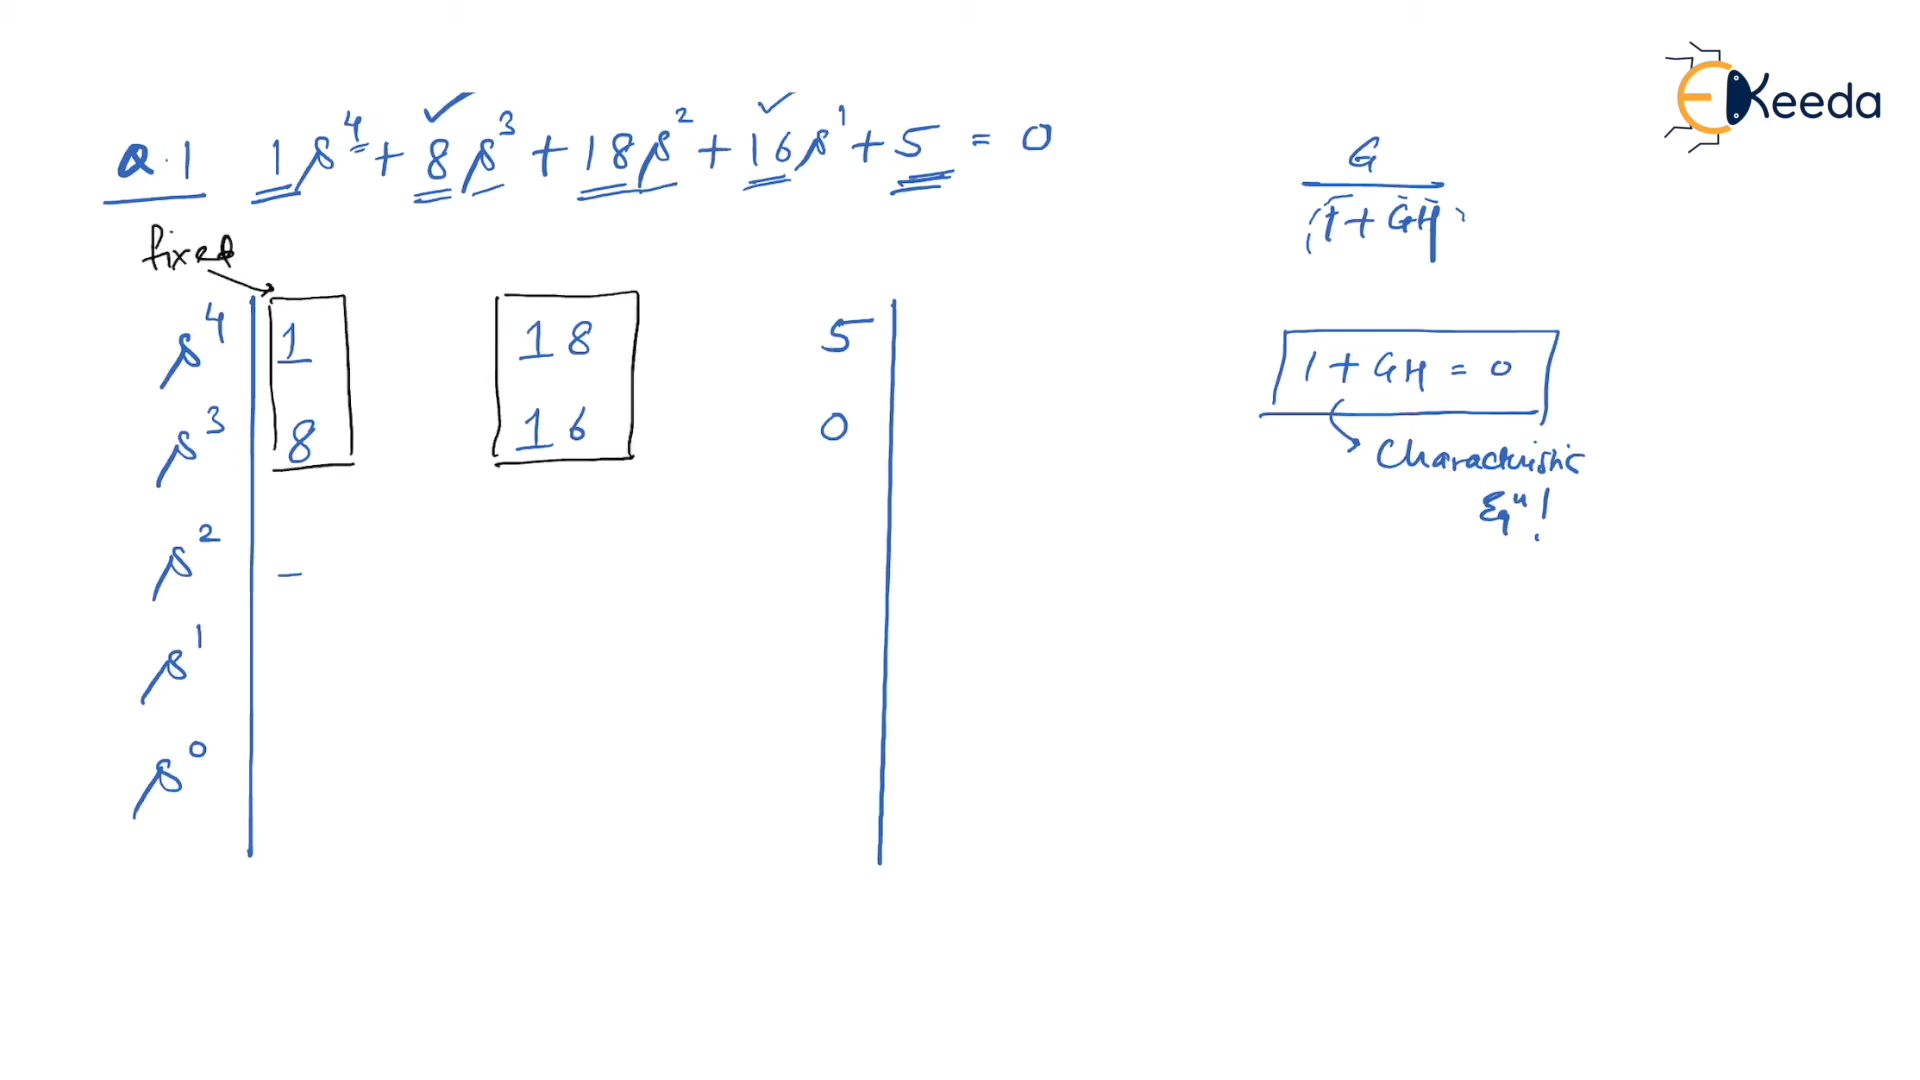 Q.1 1s⁴ + 8s³ + 18s² + 16s¹ + 5 = 0
fixed
s⁴ 1 18 5
s³ 8 16 0
s² –
s¹
s⁰
EKeeda
G
1 + GH
1 + GH = 0
Characteristic
Eqⁿ!